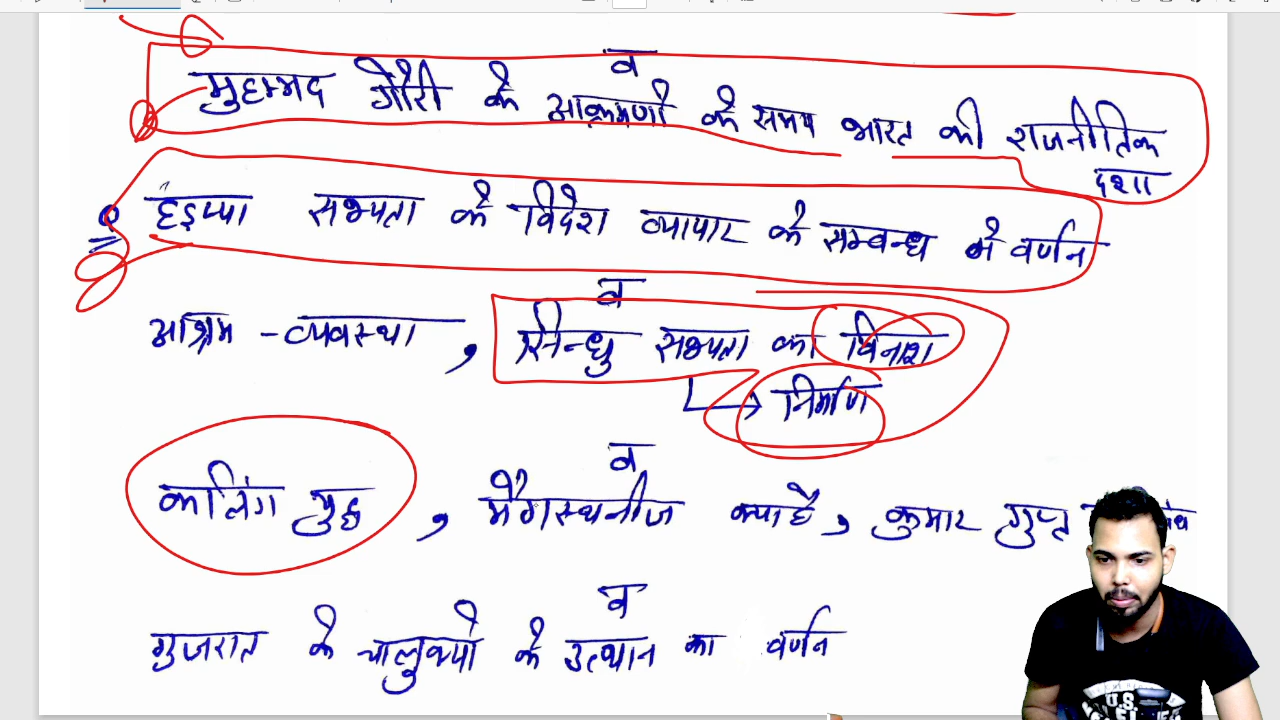 व
मुहम्मद गौरी के आक्रमणों के समय भारत की राजनीतिक
दशा
हड़प्पा सभ्यता के विदेश व्यापार के सम्बन्ध में वर्णन
व
आश्रम - व्यवस्था , सिन्धु सभ्यता का विनाश
निर्माण
व
कलिंग युद्ध , मैगस्थनीज क्या है , कुमार गुप्त
व
गुजरात के चालुक्यों के उत्थान का वर्णन
U.S.